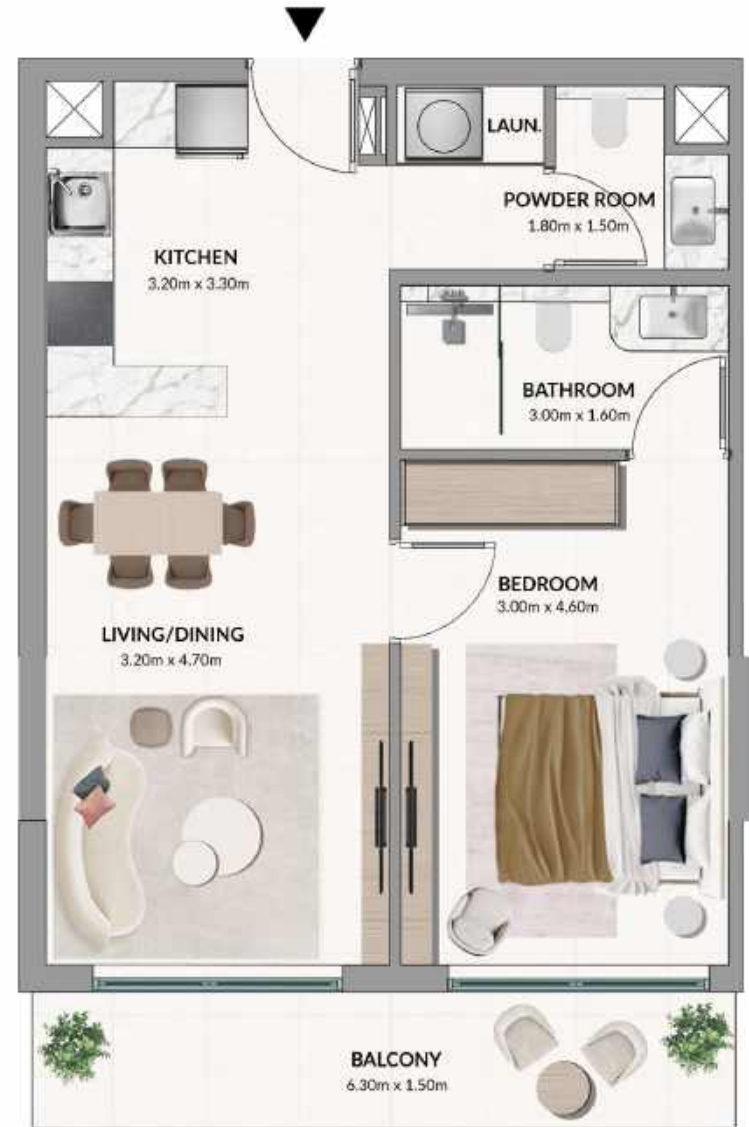 LAUN.
POWDER ROOM
1.80m x 1.50m
KITCHEN
3.20m x 3.30m
BATHROOM
3.00m x 1.60m
BEDROOM
3.00m x 4.60m
LIVING/DINING
3.20m x 4.70m
BALCONY
6.30m x 1.50m